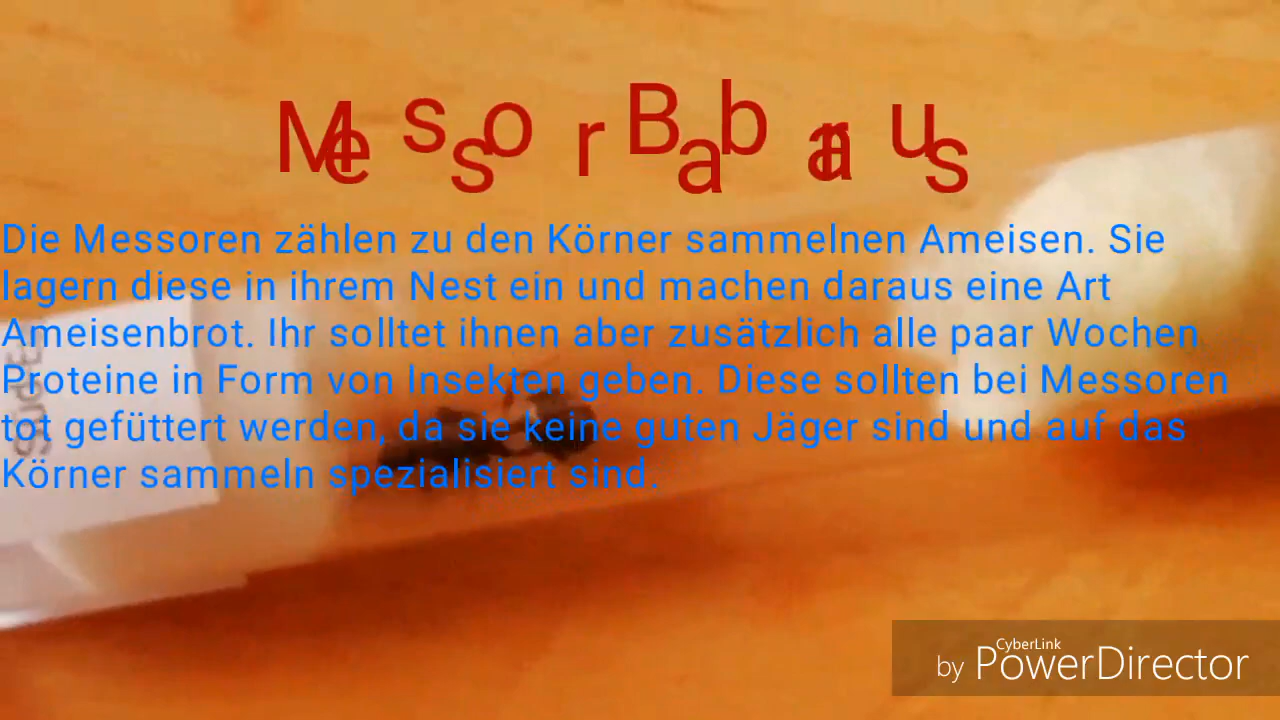 Messor Babarus
Die Messoren zählen zu den Körner sammelnen Ameisen. Sie
lagern diese in ihrem Nest ein und machen daraus eine Art
Ameisenbrot. Ihr solltet ihnen aber zusätzlich alle paar Wochen
Proteine in Form von Insekten geben. Diese sollten bei Messoren
tot gefüttert werden, da sie keine guten Jäger sind und auf das
Körner sammeln spezialisiert sind.
CyberLink
by PowerDirector